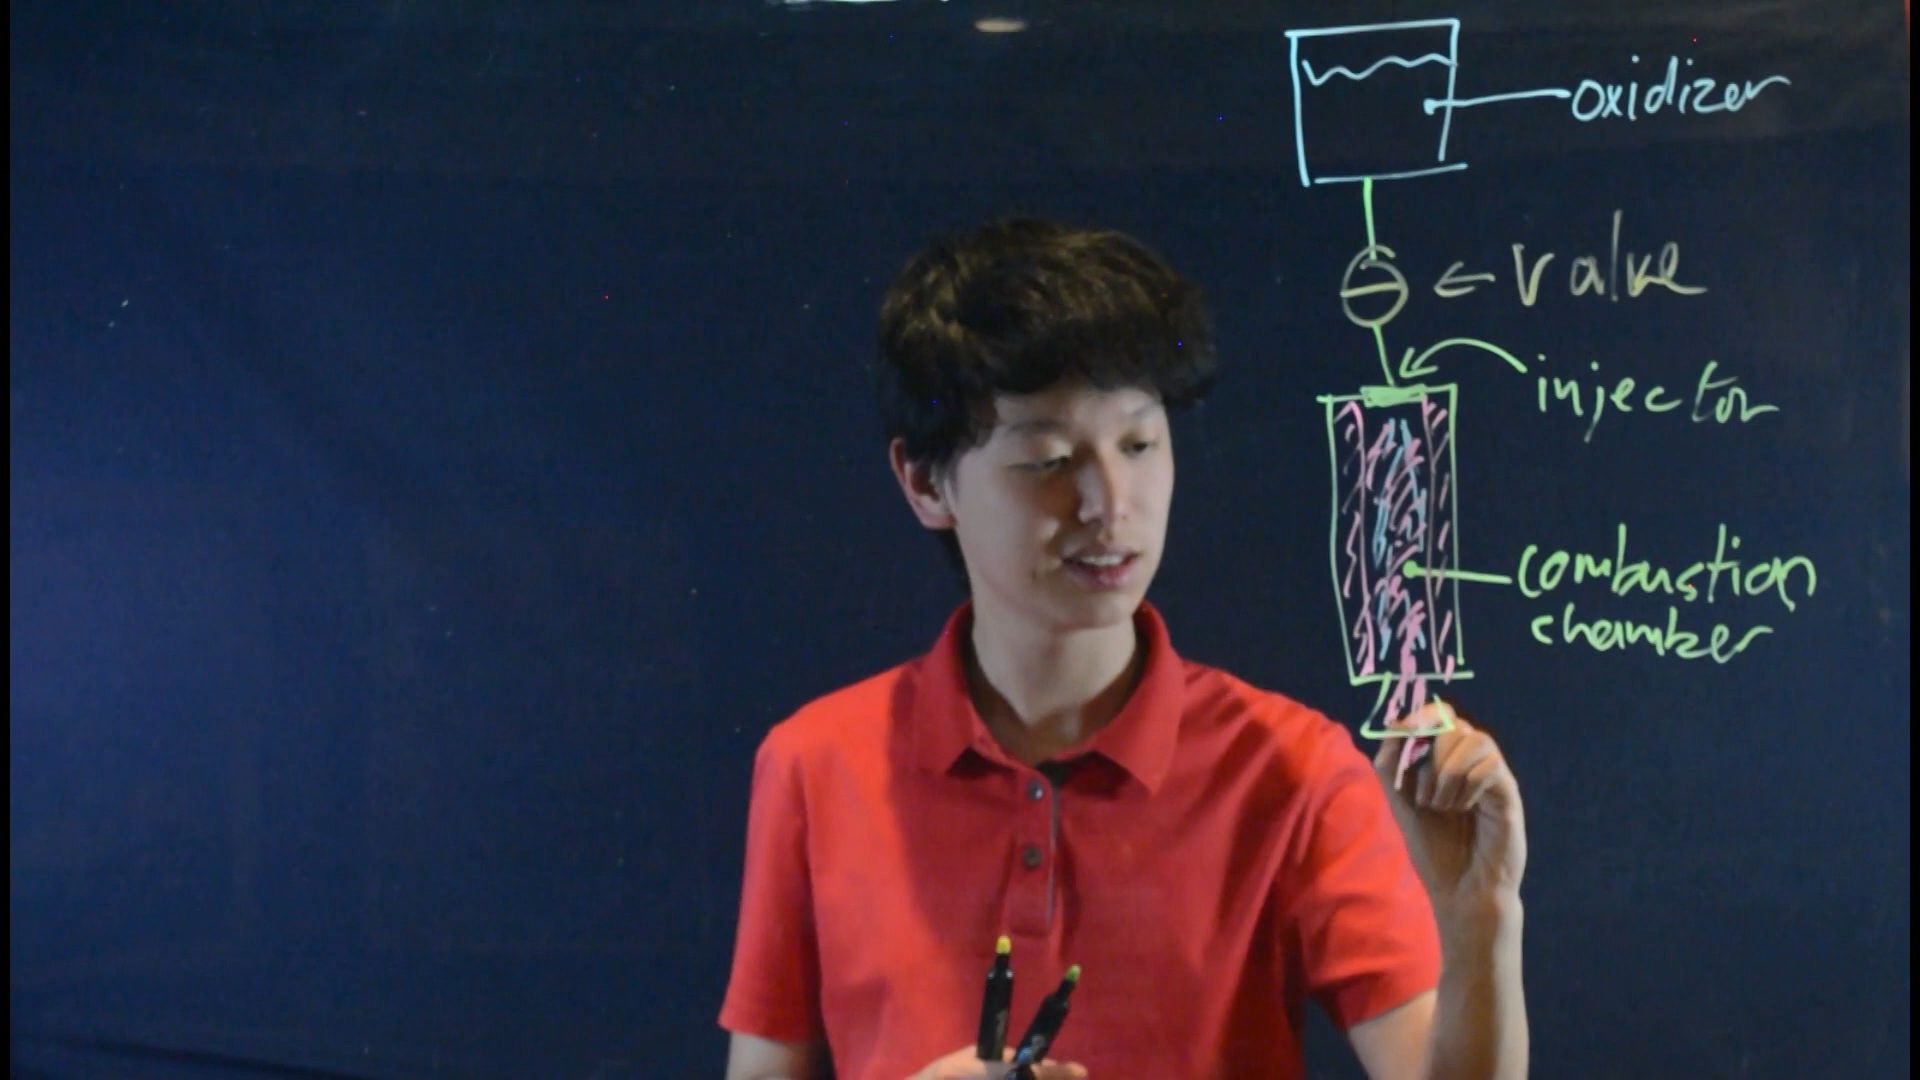 oxidizer
valve
injector
combustion
chamber